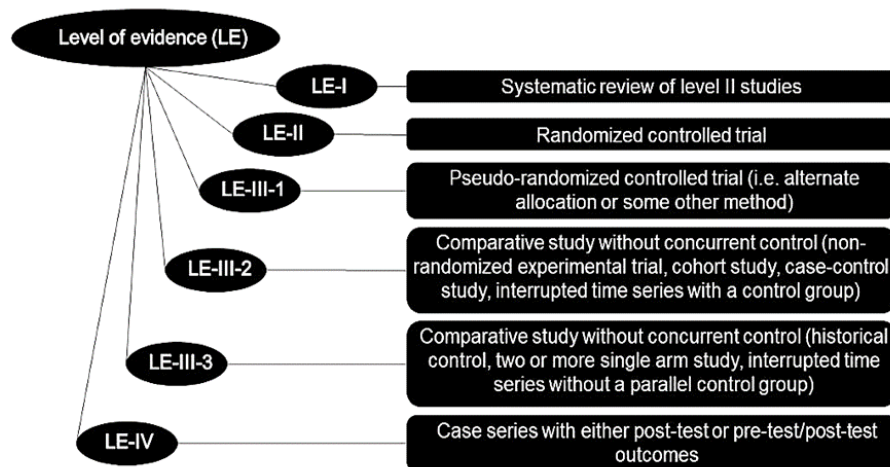 Level of evidence (LE)
LE-I
Systematic review of level II studies
LE-II
Randomized controlled trial
LE-III-1
Pseudo-randomized controlled trial (i.e. alternate
allocation or some other method)
LE-III-2
Comparative study without concurrent control (non-
randomized experimental trial, cohort study, case-control
study, interrupted time series with a control group)
LE-III-3
Comparative study without concurrent control (historical
control, two or more single arm study, interrupted time
series without a parallel control group)
LE-IV
Case series with either post-test or pre-test/post-test
outcomes